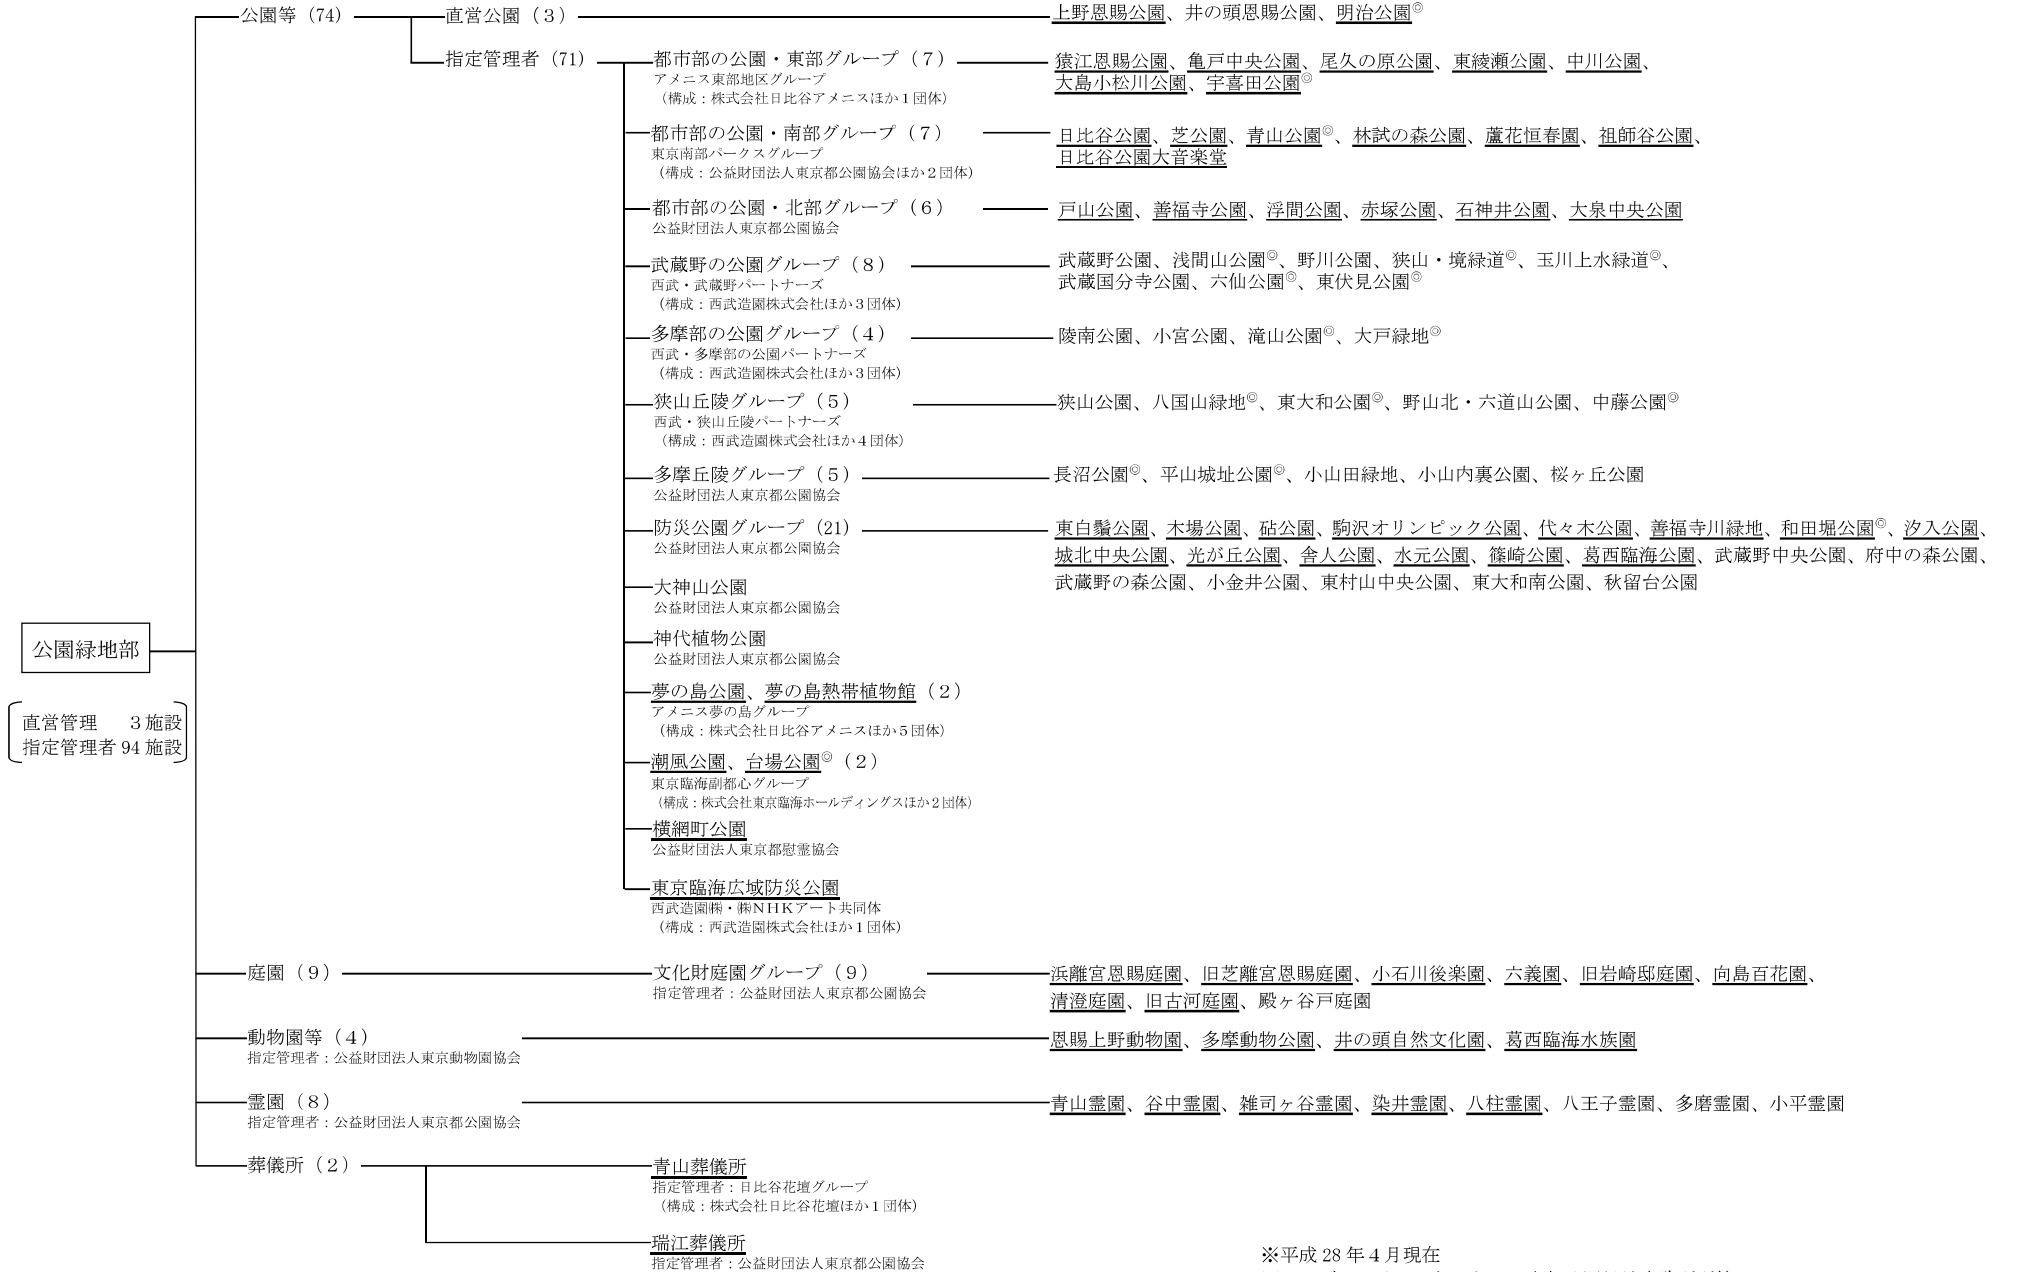 公園等（74） 直営公園（３） 上野恩賜公園、井の頭恩賜公園、明治公園◎
指定管理者（71） 都市部の公園・東部グループ（７） 猿江恩賜公園、亀戸中央公園、尾久の原公園、東綾瀬公園、中川公園、
アメニス東部地区グループ 大島小松川公園、宇喜田公園◎
（構成：株式会社日比谷アメニスほか１団体）
都市部の公園・南部グループ（７） 日比谷公園、芝公園、青山公園◎、林試の森公園、蘆花恒春園、祖師谷公園、
東京南部パークスグループ 日比谷公園大音楽堂
（構成：公益財団法人東京都公園協会ほか２団体）
都市部の公園・北部グループ（６） 戸山公園、善福寺公園、浮間公園、赤塚公園、石神井公園、大泉中央公園
公益財団法人東京都公園協会
武蔵野の公園グループ（８） 武蔵野公園、浅間山公園◎、野川公園、狭山・境緑道◎、玉川上水緑道◎、
西武・武蔵野パートナーズ 武蔵国分寺公園、六仙公園◎、東伏見公園◎
（構成：西武造園株式会社ほか３団体）
多摩部の公園グループ（４） 陵南公園、小宮公園、滝山公園◎、大戸緑地◎
西武・多摩部の公園パートナーズ
（構成：西武造園株式会社ほか３団体）
狭山丘陵グループ（５） 狭山公園、八国山緑地◎、東大和公園◎、野山北・六道山公園、中藤公園◎
西武・狭山丘陵パートナーズ
（構成：西武造園株式会社ほか４団体）
多摩丘陵グループ（５） 長沼公園◎、平山城址公園◎、小山田緑地、小山内裏公園、桜ヶ丘公園
公益財団法人東京都公園協会
防災公園グループ（21） 東白鬚公園、木場公園、砧公園、駒沢オリンピック公園、代々木公園、善福寺川緑地、和田堀公園◎、汐入公園、
公益財団法人東京都公園協会 城北中央公園、光が丘公園、舎人公園、水元公園、篠崎公園、葛西臨海公園、武蔵野中央公園、府中の森公園、
武蔵野の森公園、小金井公園、東村山中央公園、東大和南公園、秋留台公園
大神山公園
公益財団法人東京都公園協会
神代植物公園
公益財団法人東京都公園協会
公園緑地部
夢の島公園、夢の島熱帯植物館（２）
アメニス夢の島グループ
（構成：株式会社日比谷アメニスほか５団体）
直営管理 ３施設
指定管理者 94 施設
潮風公園、台場公園◎（２）
東京臨海副都心グループ
（構成：株式会社東京臨海ホールディングスほか２団体）
横網町公園
公益財団法人東京都慰霊協会
東京臨海広域防災公園
西武造園㈱・㈱ＮＨＫアート共同体
（構成：西武造園株式会社ほか１団体）
庭園（９） 文化財庭園グループ（９） 浜離宮恩賜庭園、旧芝離宮恩賜庭園、小石川後楽園、六義園、旧岩崎邸庭園、向島百花園、
指定管理者：公益財団法人東京都公園協会 清澄庭園、旧古河庭園、殿ヶ谷戸庭園
動物園等（４） 恩賜上野動物園、多摩動物公園、井の頭自然文化園、葛西臨海水族園
指定管理者：公益財団法人東京動物園協会
霊園（８） 青山霊園、谷中霊園、雑司ヶ谷霊園、染井霊園、八柱霊園、八王子霊園、多磨霊園、小平霊園
指定管理者：公益財団法人東京都公園協会
葬儀所（２） 青山葬儀所
指定管理者：日比谷花壇グループ
（構成：株式会社日比谷花壇ほか１団体）
瑞江葬儀所
指定管理者：公益財団法人東京都公園協会
※平成 28 年４月現在